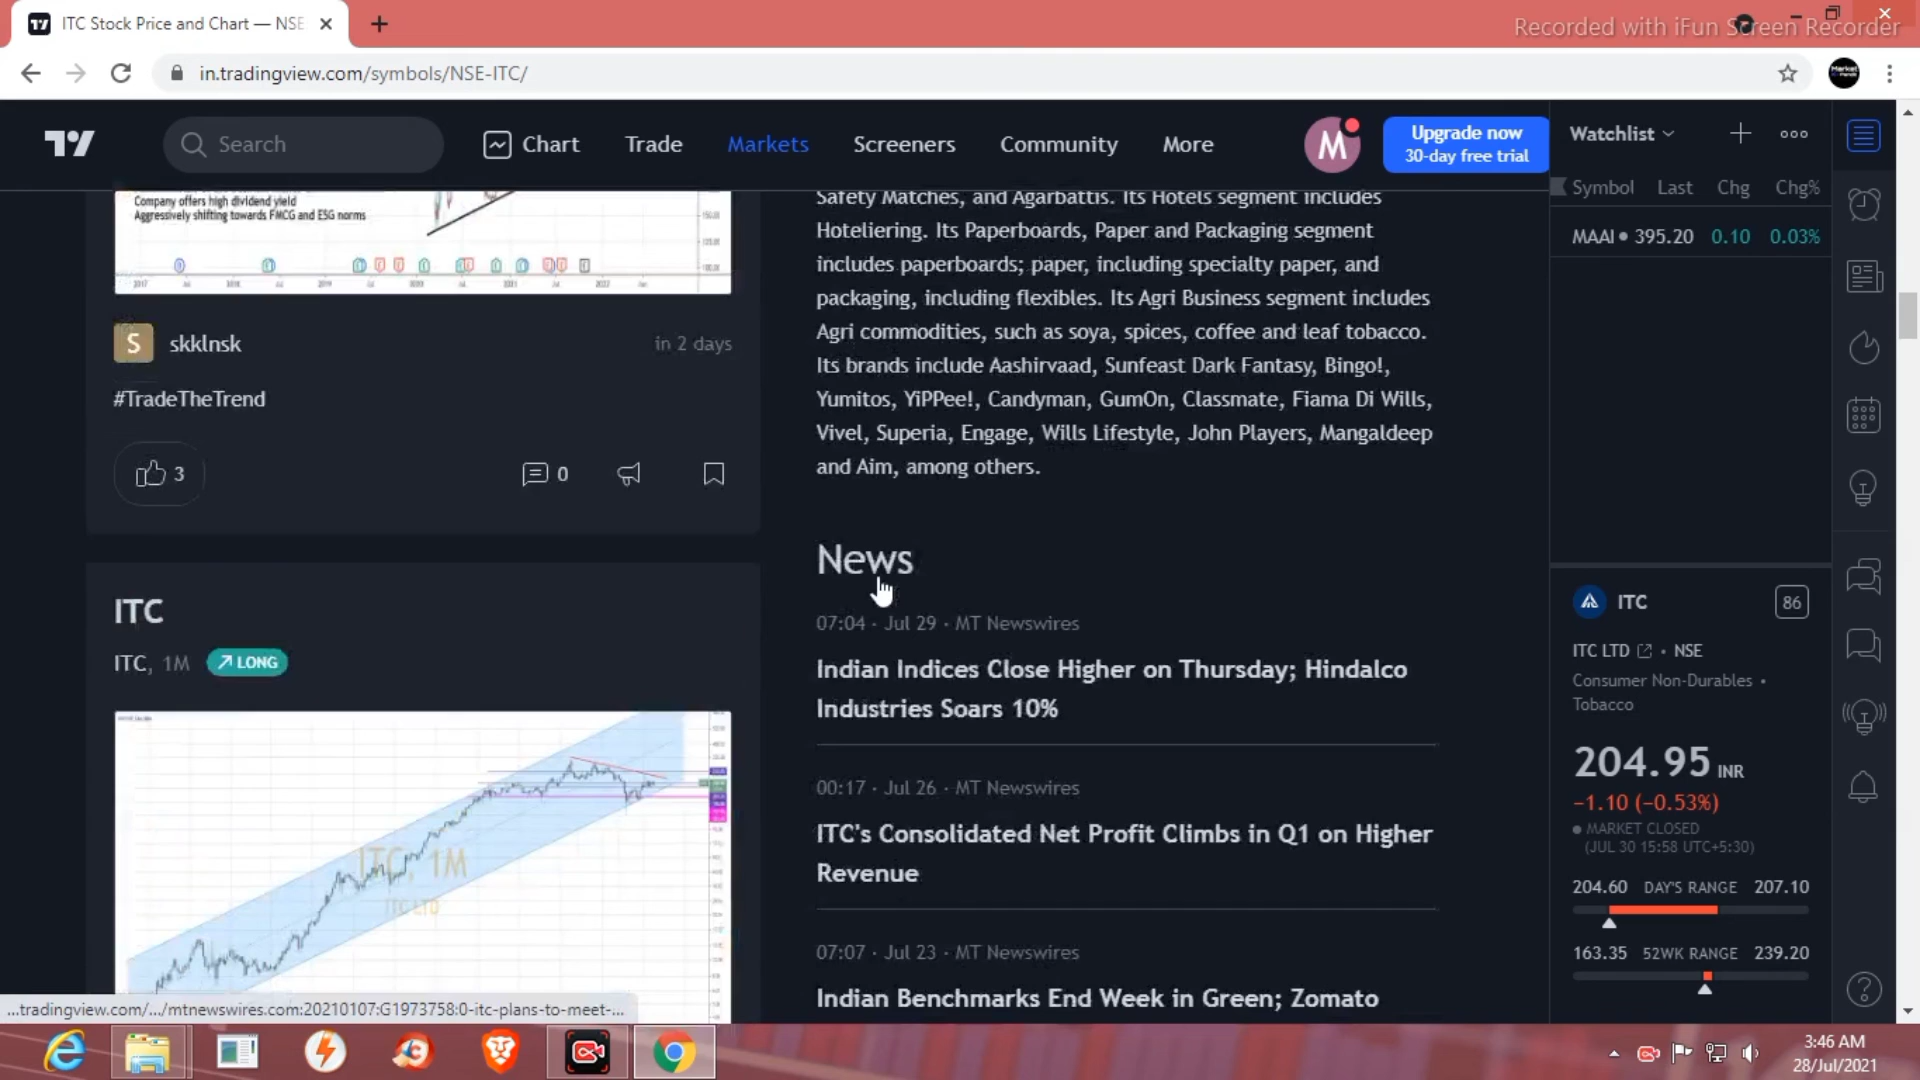 ITC Stock Price and Chart — NSE
Recorded with iFun Screen Recorder
in.tradingview.com/symbols/NSE-ITC/
Search
Chart
Trade
Markets
Screeners
Community
More
M
Upgrade now
30-day free trial
Watchlist
Symbol Last Chg Chg%
MAAI 395.20 0.10 0.03%
Company offers high dividend yield
Aggressively shifting towards FMCG and ESG norms
2017
2019
2022
S
skklnsk
in 2 days
#TradeTheTrend
3
0
ITC
ITC, 1M
LONG
ITC, 1M
ITC LTD
Safety Matches, and Agarbattis. Its Hotels segment includes
Hoteliering. Its Paperboards, Paper and Packaging segment
includes paperboards; paper, including specialty paper, and
packaging, including flexibles. Its Agri Business segment includes
Agri commodities, such as soya, spices, coffee and leaf tobacco.
Its brands include Aashirvaad, Sunfeast Dark Fantasy, Bingo!,
Yumitos, YiPPee!, Candyman, GumOn, Classmate, Fiama Di Wills,
Vivel, Superia, Engage, Wills Lifestyle, John Players, Mangaldeep
and Aim, among others.
News
07:04 · Jul 29 · MT Newswires
Indian Indices Close Higher on Thursday; Hindalco
Industries Soars 10%
00:17 · Jul 26 · MT Newswires
ITC's Consolidated Net Profit Climbs in Q1 on Higher
Revenue
07:07 · Jul 23 · MT Newswires
Indian Benchmarks End Week in Green; Zomato
ITC
86
ITC LTD • NSE
Consumer Non-Durables •
Tobacco
204.95 INR
−1.10 (−0.53%)
● MARKET CLOSED
(JUL 30 15:58 UTC+5:30)
204.60 DAY'S RANGE 207.10
163.35 52WK RANGE 239.20
...tradingview.com/.../mtnewswires.com:20210107:G1973758:0-itc-plans-to-meet-...
3:46 AM
28/Jul/2021